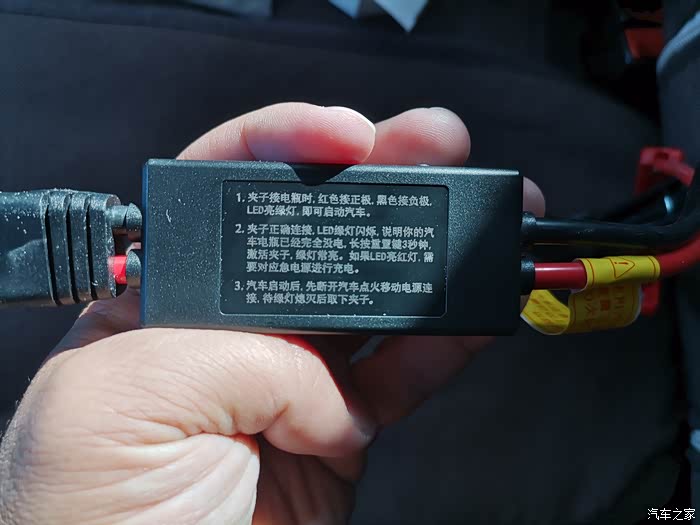 1. 夹子接电瓶时, 红色接正极, 黑色接负极,
LED亮绿灯, 即可启动汽车。
2. 夹子正确连接, LED绿灯闪烁, 说明你的汽
车电瓶已经完全没电, 长按重置键3秒钟,
激活夹子, 绿灯常亮。如果LED亮红灯, 需
要对应急电源进行充电。
3. 汽车启动后, 先断开汽车点火移动电源连
接, 待绿灯熄灭后取下夹子。
汽车之家